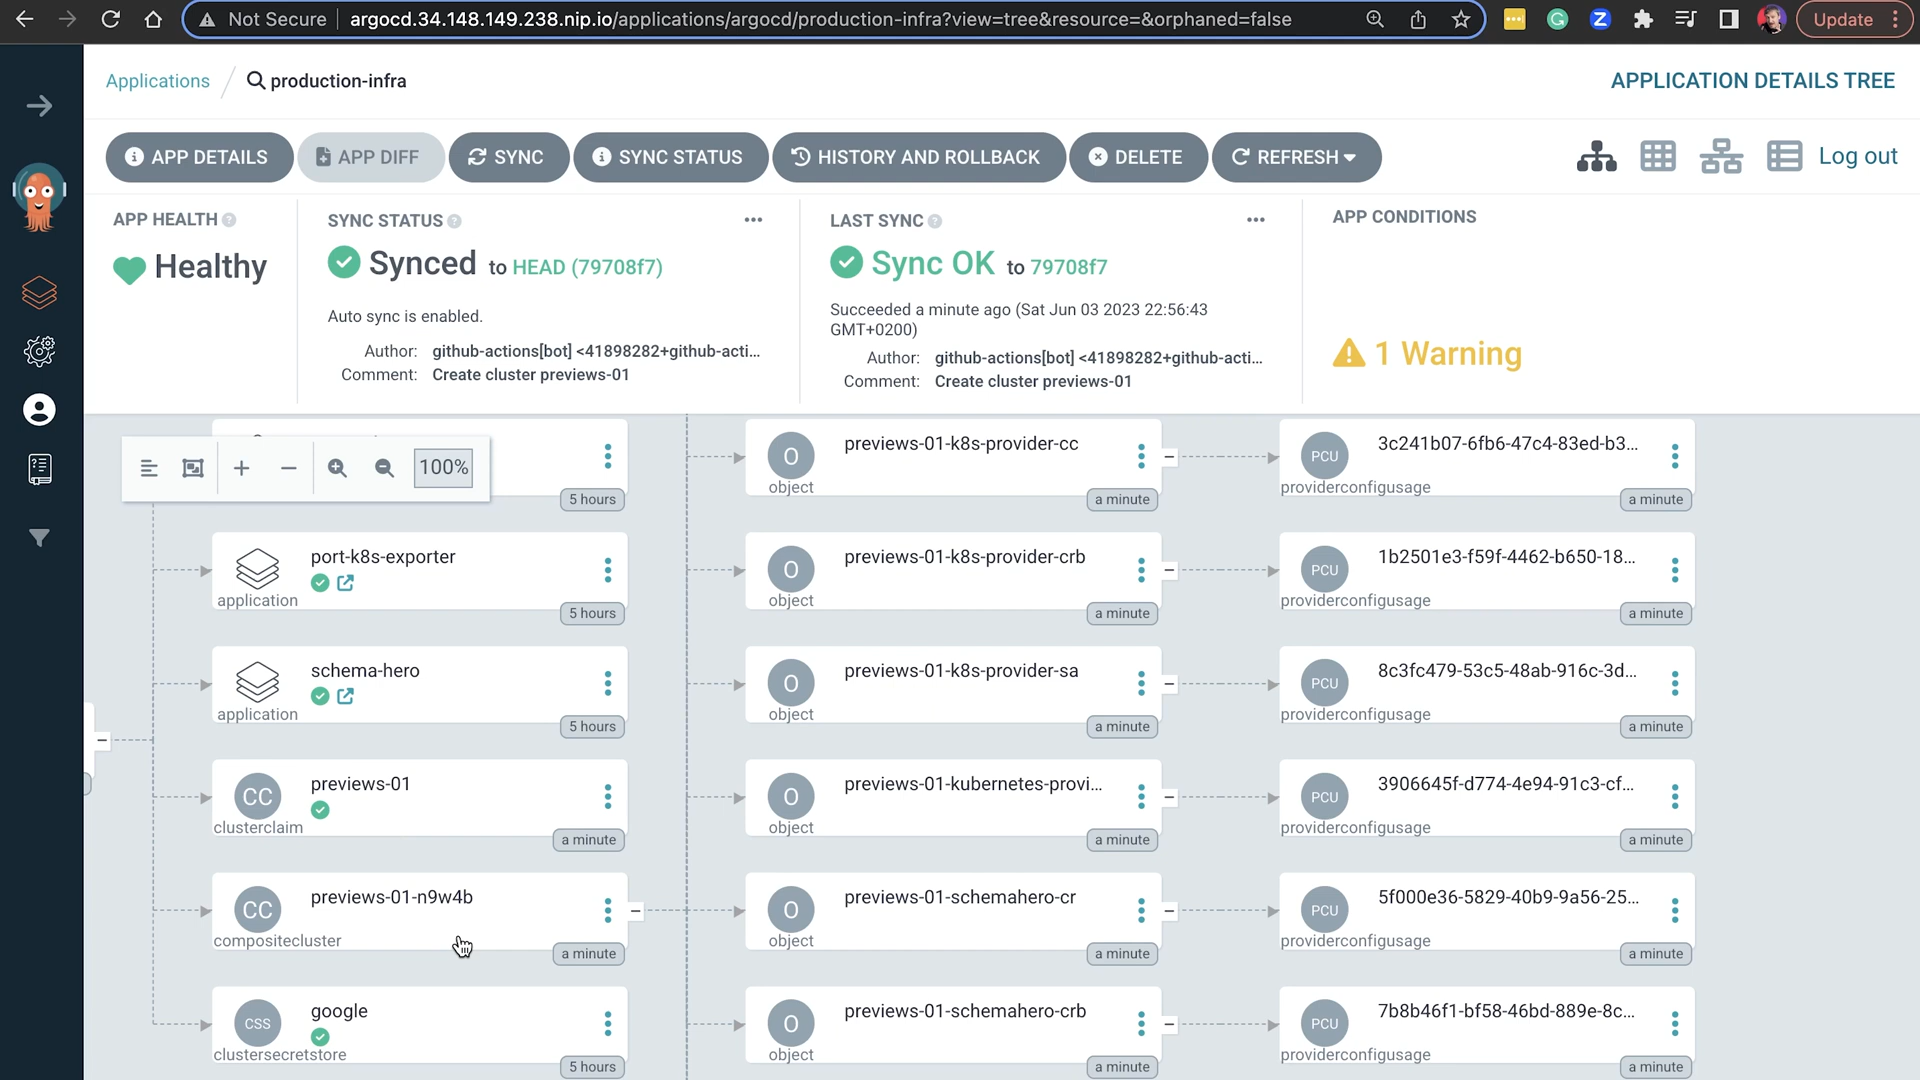 Not Secure
argocd.34.148.149.238.nip.io/applications/argocd/production-infra?view=tree&resource=&orphaned=false
Update
Applications
production-infra
APPLICATION DETAILS TREE
APP DETAILS
APP DIFF
SYNC
SYNC STATUS
HISTORY AND ROLLBACK
DELETE
REFRESH
Log out
APP HEALTH
Healthy
SYNC STATUS
Synced to HEAD (79708f7)
Auto sync is enabled.
Author: github-actions[bot] <41898282+github-acti...
Comment: Create cluster previews-01
LAST SYNC
Sync OK to 79708f7
Succeeded a minute ago (Sat Jun 03 2023 22:56:43
GMT+0200)
Author: github-actions[bot] <41898282+github-acti...
Comment: Create cluster previews-01
APP CONDITIONS
1 Warning
100%
5 hours
port-k8s-exporter
application
5 hours
schema-hero
application
5 hours
previews-01
CC
clusterclaim
a minute
previews-01-n9w4b
CC
compositecluster
a minute
google
CSS
clustersecretstore
5 hours
previews-01-k8s-provider-cc
O
object
a minute
previews-01-k8s-provider-crb
O
object
a minute
previews-01-k8s-provider-sa
O
object
a minute
previews-01-kubernetes-provi...
O
object
a minute
previews-01-schemahero-cr
O
object
a minute
previews-01-schemahero-crb
O
object
a minute
3c241b07-6fb6-47c4-83ed-b3...
PCU
providerconfigusage
a minute
1b2501e3-f59f-4462-b650-18...
PCU
providerconfigusage
a minute
8c3fc479-53c5-48ab-916c-3d...
PCU
providerconfigusage
a minute
3906645f-d774-4e94-91c3-cf...
PCU
providerconfigusage
a minute
5f000e36-5829-40b9-9a56-25...
PCU
providerconfigusage
a minute
7b8b46f1-bf58-46bd-889e-8c...
PCU
providerconfigusage
a minute